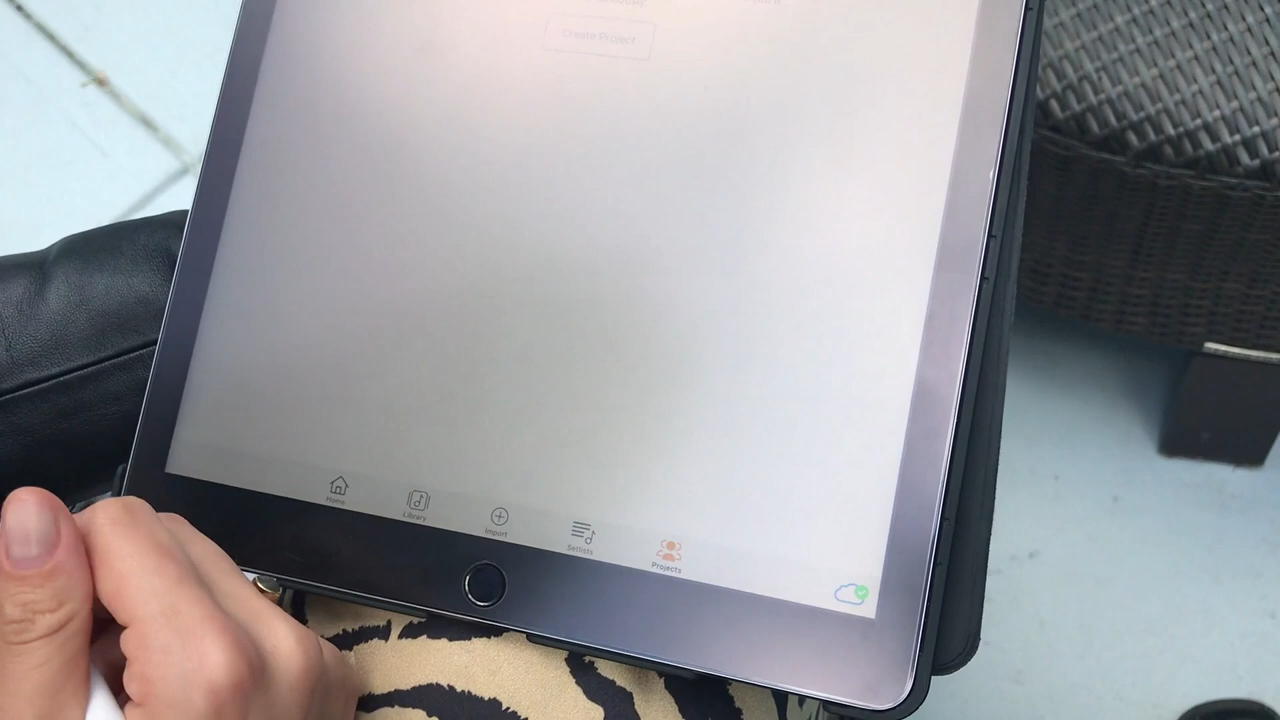 Create Project
Home
Library
Import
Setlists
Projects